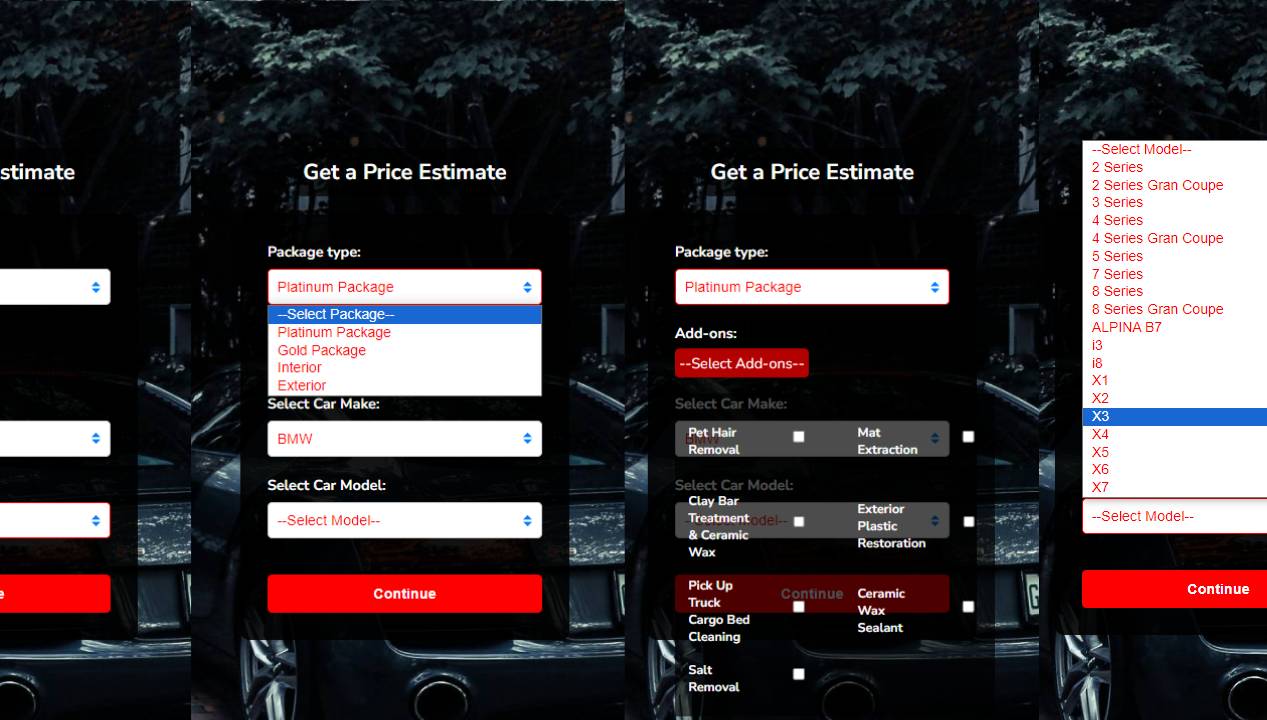 stimate
e
Get a Price Estimate
Package type:
Platinum Package
--Select Package--
Platinum Package
Gold Package
Interior
Exterior
Select Car Make:
BMW
Select Car Model:
--Select Model--
Continue
Get a Price Estimate
Package type:
Platinum Package
Add-ons:
--Select Add-ons--
Select Car Make:
BMW
Pet Hair
Removal
Mat
Extraction
Select Car Model:
--Select Model--
Clay Bar
Treatment
& Ceramic
Wax
Exterior
Plastic
Restoration
Continue
Pick Up
Truck
Cargo Bed
Cleaning
Ceramic
Wax
Sealant
Salt
Removal
--Select Model--
2 Series
2 Series Gran Coupe
3 Series
4 Series
4 Series Gran Coupe
5 Series
7 Series
8 Series
8 Series Gran Coupe
ALPINA B7
i3
i8
X1
X2
X3
X4
X5
X6
X7
--Select Model--
Continue